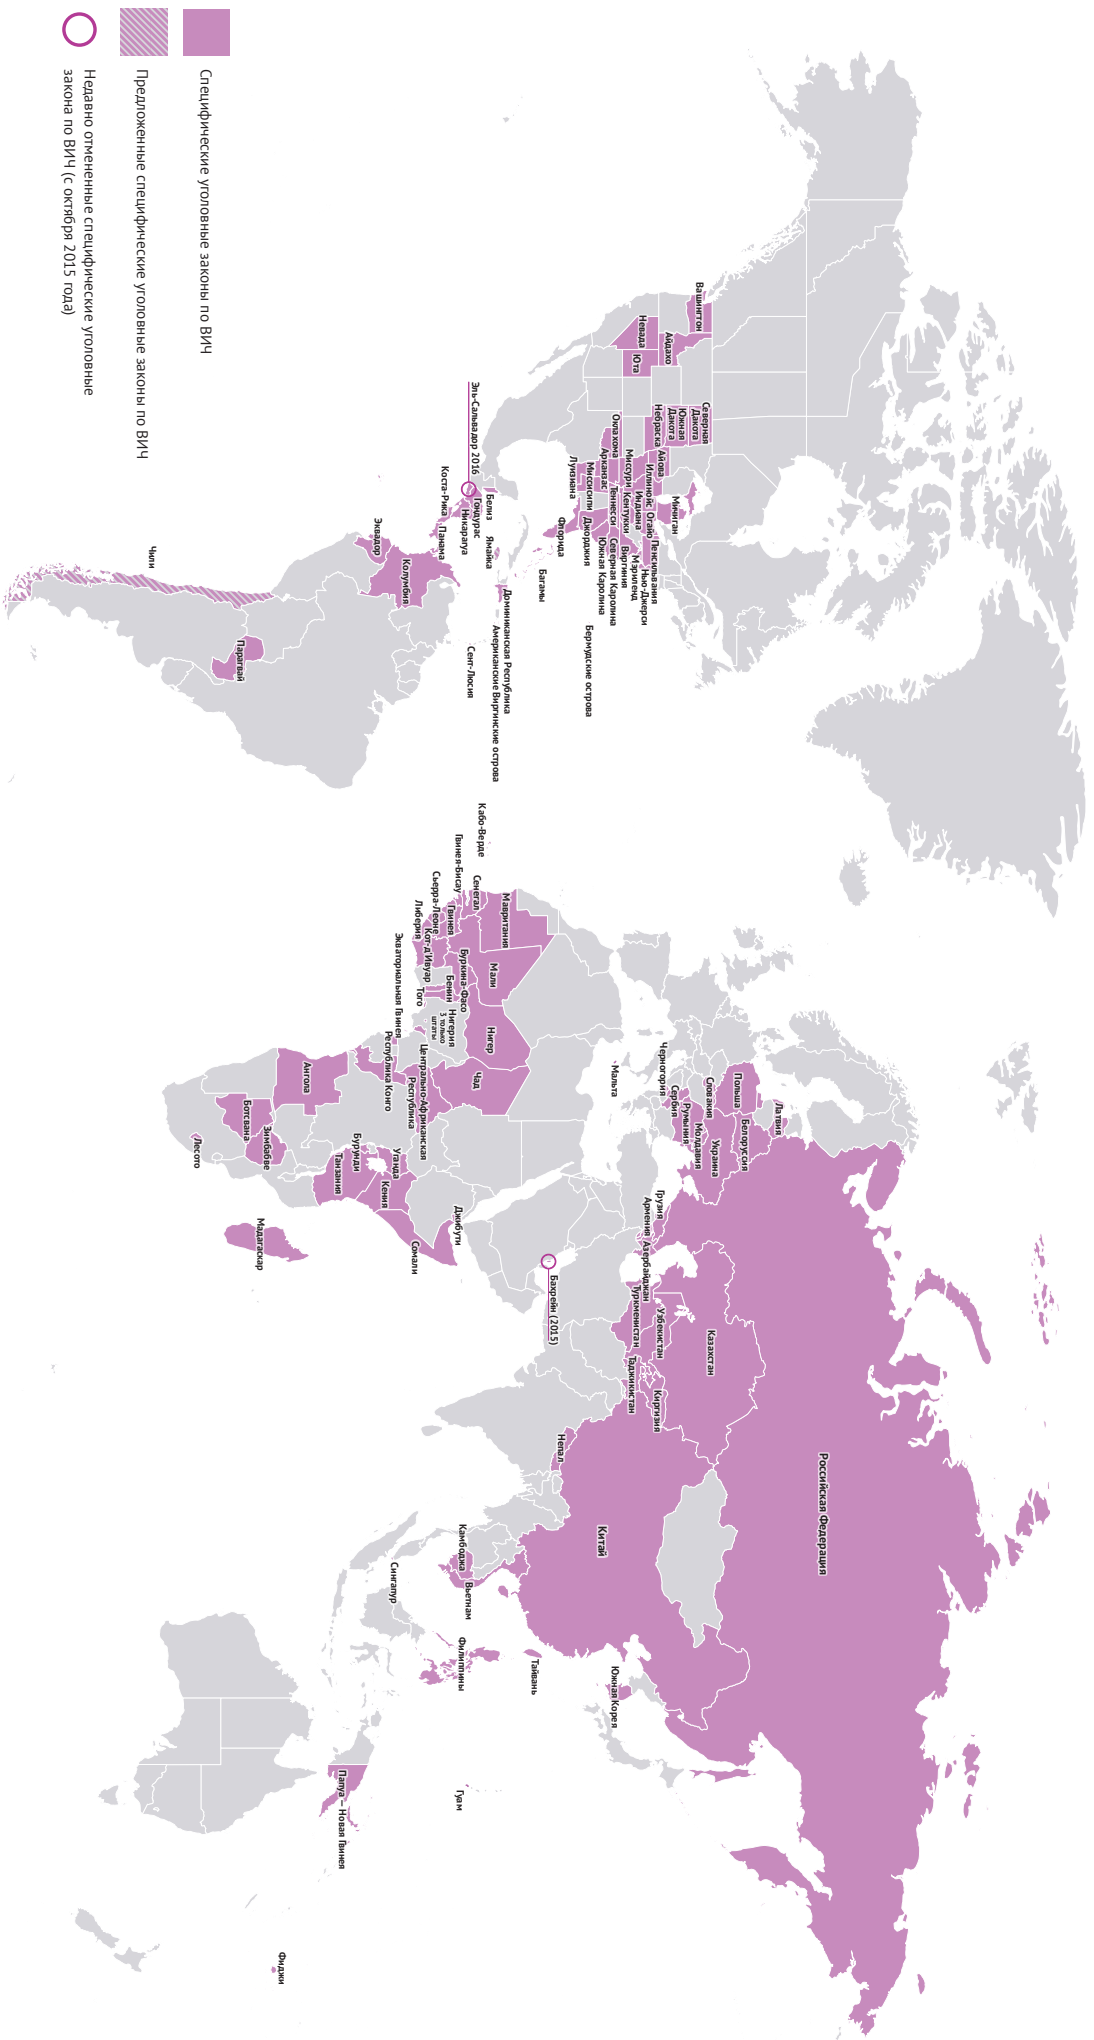 Специфические уголовные законы по ВИЧ
Предложенные специфические уголовные законы по ВИЧ
Недавно отмененные специфические уголовные
закона по ВИЧ (с октября 2015 года)
Вашингтон
Айдахо
Невада
Юта
Северная
Дакота
Южная
Дакота
Небраска
Айова
Мичиган
Иллинойс
Индиана
Огайо
Пенсильвания
Нью-Джерси
Мэриленд
Миссури
Кентукки
Виргиния
Оклахома
Арканзас
Теннесси
Северная Каролина
Южная Каролина
Луизиана
Миссисипи
Джорджия
Флорида
Бермудские острова
Багамы
Эль-Сальвадор 2016
Белиз
Гондурас
Никарагуа
Коста-Рика
Панама
Ямайка
Доминиканская Республика
Американские Виргинские острова
Сент-Люсия
Эквадор
Колумбия
Чили
Парагвай
Кабо-Верде
Гвинея-Бисау
Сенегал
Мавритания
Сьерра-Леоне
Гвинея
Либерия
Кот-д'Ивуар
Мали
Буркина-Фасо
Бенин
Того
Нигерия
3 только
штаты
Нигер
Экваториальная Гвинея
Республика Конго
Чад
Центрально-Африканская
Республика
Ангола
Ботсвана
Зимбабве
Лесото
Бурунди
Танзания
Уганда
Кения
Сомали
Джибути
Мадагаскар
Мальта
Черногория
Сербия
Румыния
Молдавия
Словакия
Украина
Польша
Белоруссия
Латвия
Грузия
Армения
Азербайджан
Туркменистан
Узбекистан
Таджикистан
Киргизия
Казахстан
Российская Федерация
Бахрейн (2015)
Непал
Китай
Камбоджа
Вьетнам
Сингапур
Филиппины
Тайвань
Южная Корея
Гуам
Папуа – Новая Гвинея
Фиджи